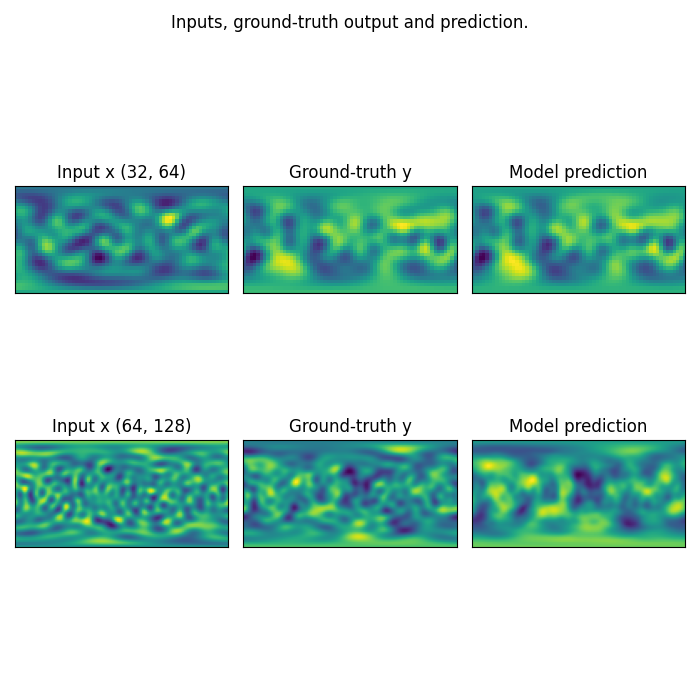 Inputs, ground-truth output and prediction.
Input x (32, 64)
Ground-truth y
Model prediction
Input x (64, 128)
Ground-truth y
Model prediction